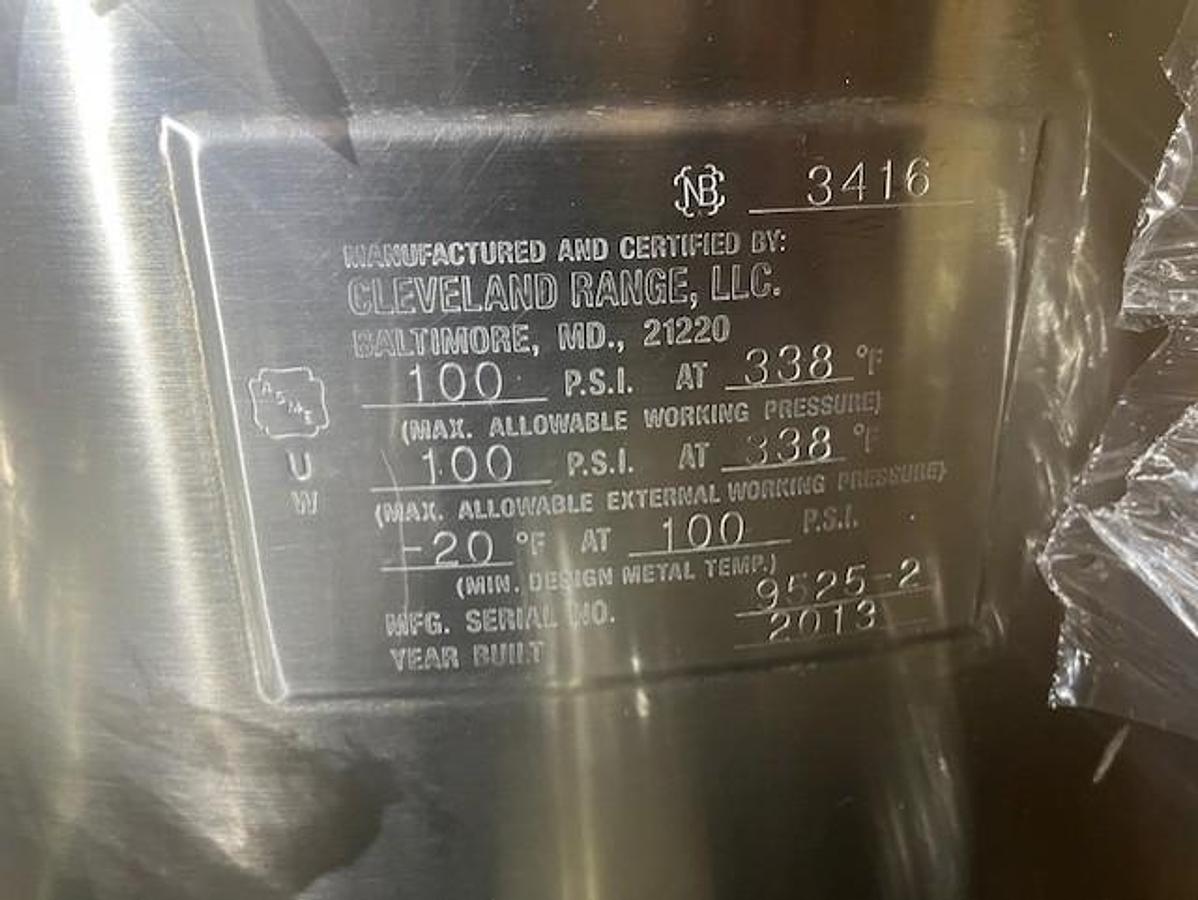 NB 3416
MANUFACTURED AND CERTIFIED BY:
CLEVELAND RANGE, LLC.
BALTIMORE, MD., 21220
100 P.S.I. AT 338 °F
(MAX. ALLOWABLE WORKING PRESSURE)
ASME
100 P.S.I. AT 338 °F
U
(MAX. ALLOWABLE EXTERNAL WORKING PRESSURE)
W
-20 °F AT 100 P.S.I.
(MIN. DESIGN METAL TEMP.)
MFG. SERIAL NO. 9525-2
YEAR BUILT 2013